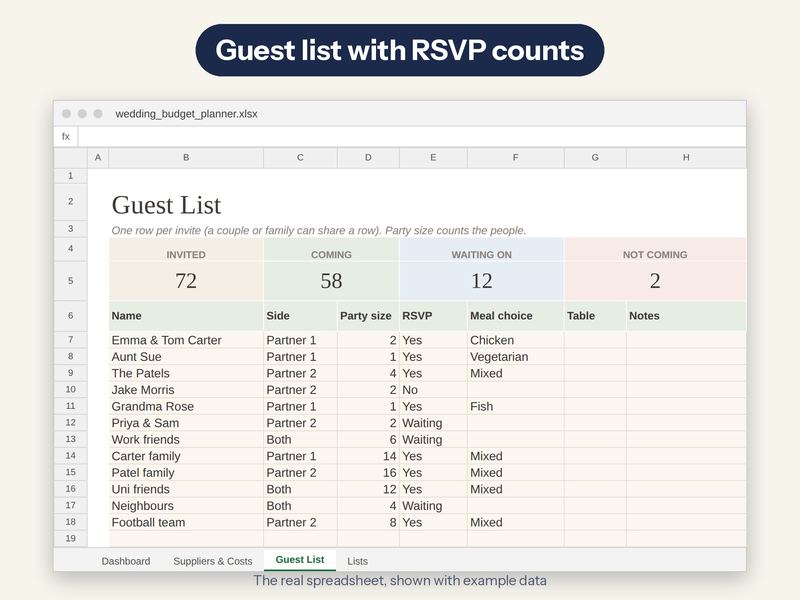 Guest list with RSVP counts
wedding_budget_planner.xlsx
fx
A B C D E F G H
1
2 Guest List
3 One row per invite (a couple or family can share a row). Party size counts the people.
4 INVITED COMING WAITING ON NOT COMING
5 72 58 12 2
6 Name Side Party size RSVP Meal choice Table Notes
7 Emma & Tom Carter Partner 1 2 Yes Chicken
8 Aunt Sue Partner 1 1 Yes Vegetarian
9 The Patels Partner 2 4 Yes Mixed
10 Jake Morris Partner 2 2 No
11 Grandma Rose Partner 1 1 Yes Fish
12 Priya & Sam Partner 2 2 Waiting
13 Work friends Both 6 Waiting
14 Carter family Partner 1 14 Yes Mixed
15 Patel family Partner 2 16 Yes Mixed
16 Uni friends Both 12 Yes Mixed
17 Neighbours Both 4 Waiting
18 Football team Partner 2 8 Yes Mixed
19
Dashboard Suppliers & Costs Guest List Lists
The real spreadsheet, shown with example data